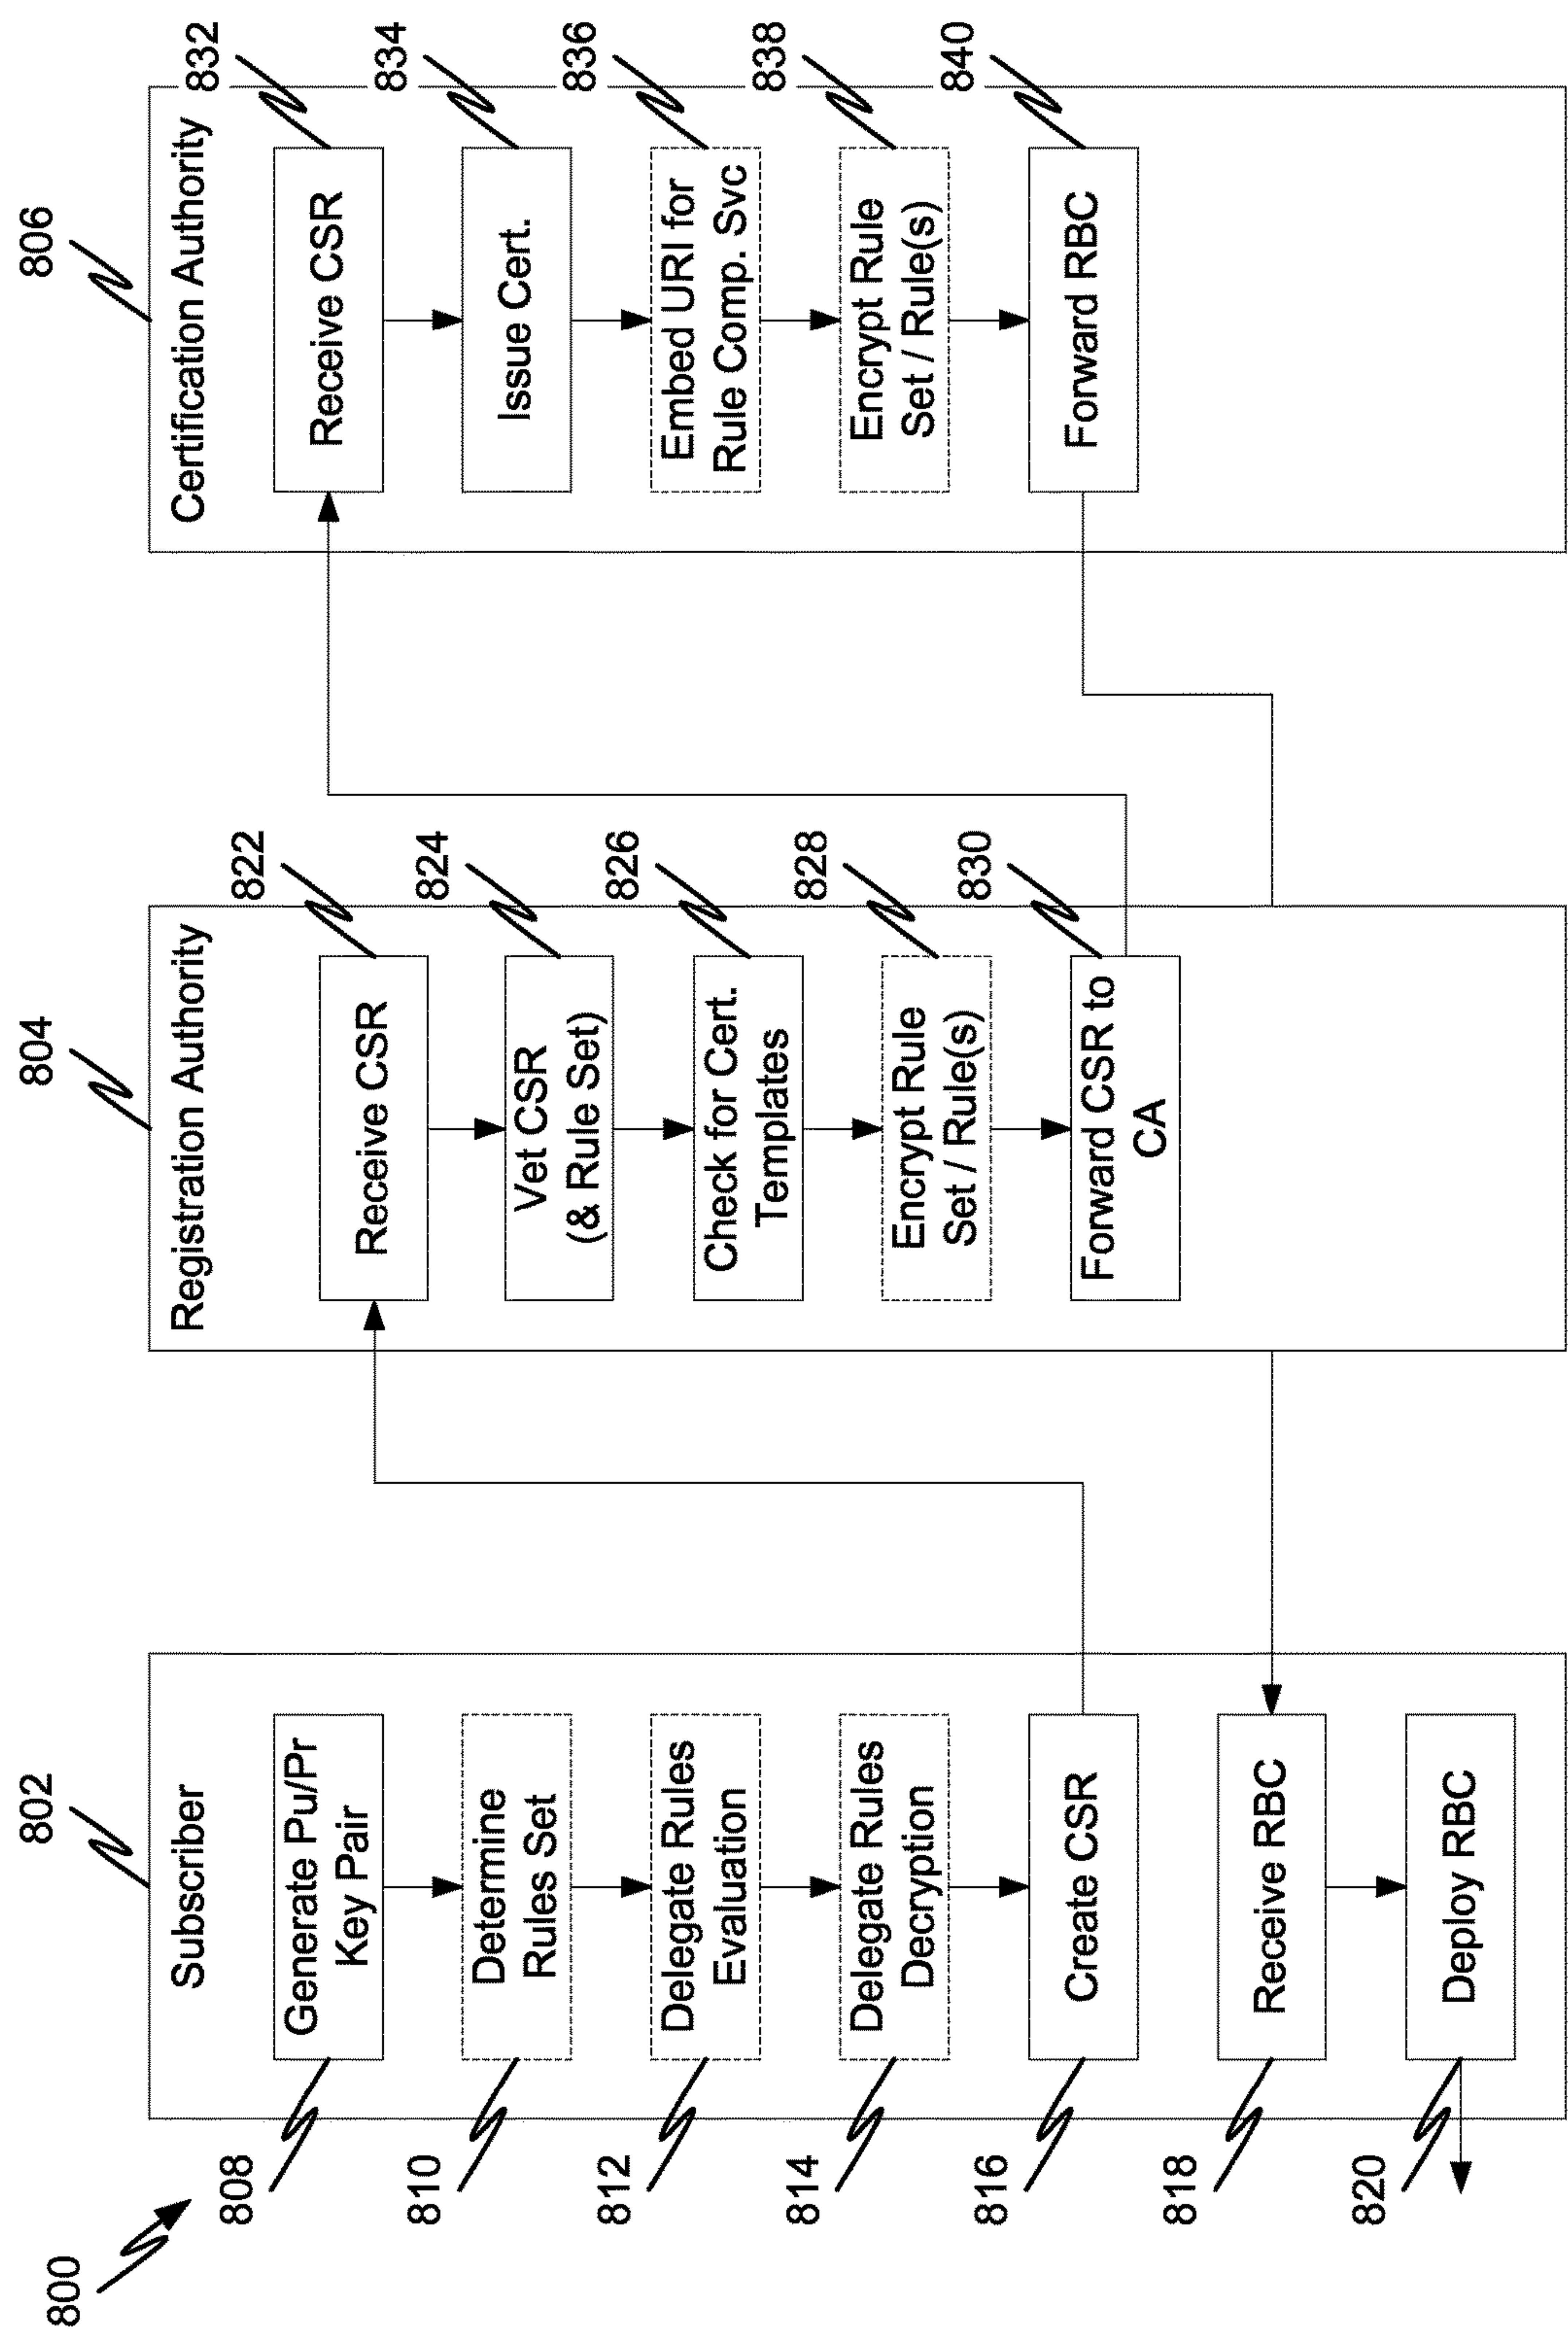 800
802
Subscriber
808
Generate Pu/Pr
Key Pair
810
Determine
Rules Set
812
Delegate Rules
Evaluation
814
Delegate Rules
Decryption
816
Create CSR
818
Receive RBC
820
Deploy RBC
804
Registration Authority
822
Receive CSR
824
Vet CSR
(& Rule Set)
826
Check for Cert.
Templates
828
Encrypt Rule
Set / Rule(s)
830
Forward CSR to
CA
806
Certification Authority
832
Receive CSR
834
Issue Cert.
836
Embed URI for
Rule Comp. Svc
838
Encrypt Rule
Set / Rule(s)
840
Forward RBC